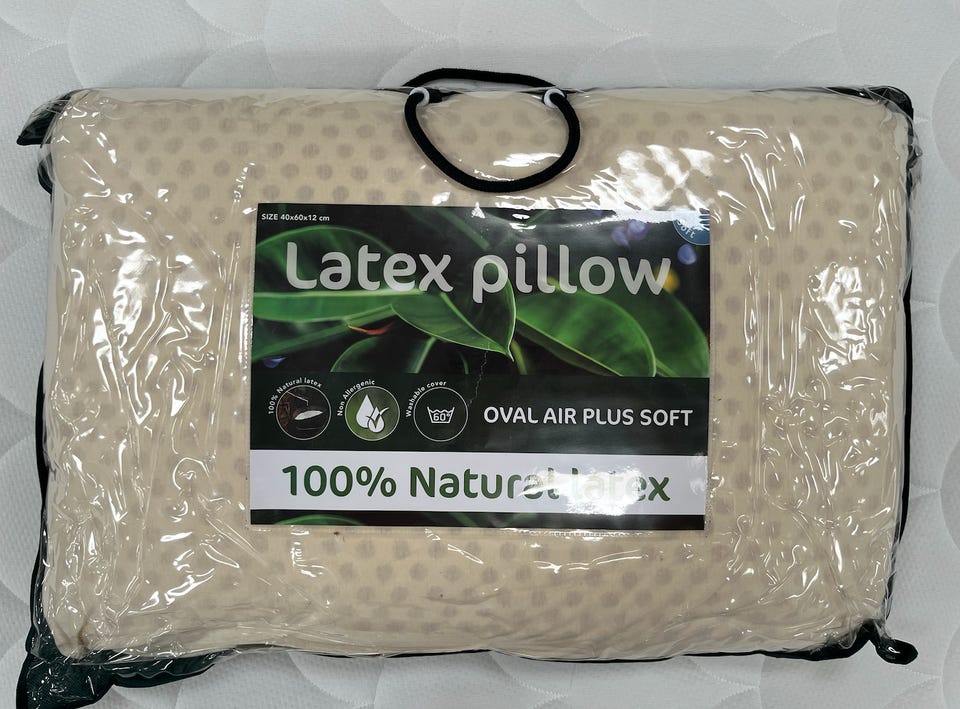 SIZE 40x60x12 cm
soft
Latex pillow
100% Natural latex
Non Allergenic
Washable cover
60°
OVAL AIR PLUS SOFT
100% Natural latex